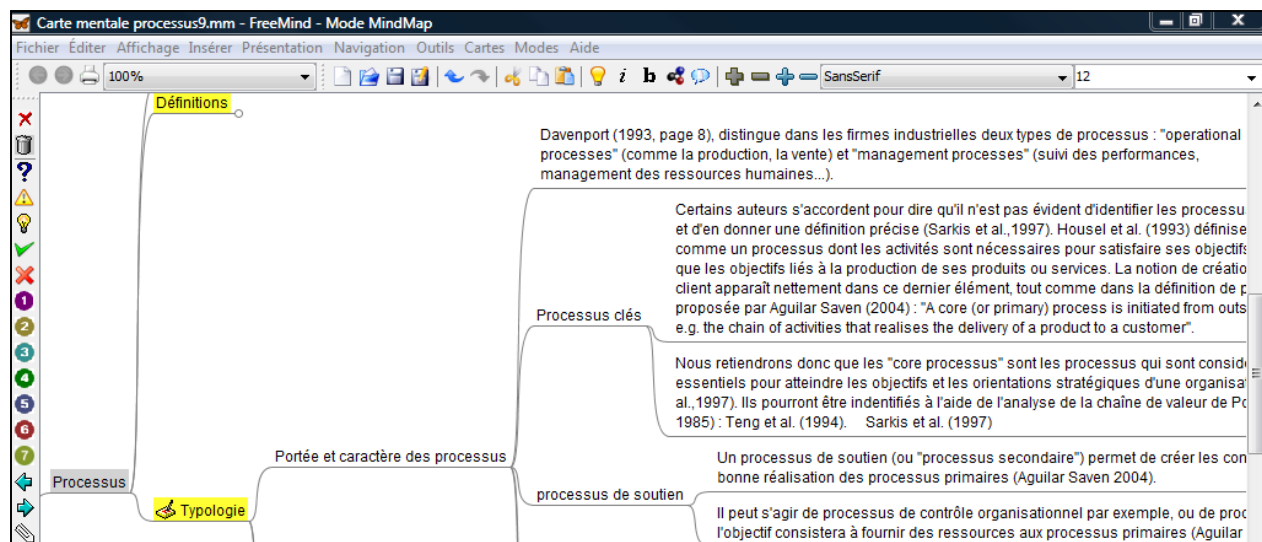 Carte mentale processus9.mm - FreeMind - Mode MindMap
Fichier Éditer Affichage Insérer Présentation Navigation Outils Cartes Modes Aide
100% i b SansSerif 12
Définitions
Davenport (1993, page 8), distingue dans les firmes industrielles deux types de processus : "operational
processes" (comme la production, la vente) et "management processes" (suivi des performances,
management des ressources humaines...).
Certains auteurs s'accordent pour dire qu'il n'est pas évident d'identifier les processu
et d'en donner une définition précise (Sarkis et al.,1997). Housel et al. (1993) définise
comme un processus dont les activités sont nécessaires pour satisfaire ses objectifs
que les objectifs liés à la production de ses produits ou services. La notion de créatio
client apparaît nettement dans ce dernier élément, tout comme dans la définition de p
proposée par Aguilar Saven (2004) : "A core (or primary) process is initiated from outs
e.g. the chain of activities that realises the delivery of a product to a customer".
Processus clés
Nous retiendrons donc que les "core processus" sont les processus qui sont consid
essentiels pour atteindre les objectifs et les orientations stratégiques d'une organisa
al.,1997). Ils pourront être indentifiés à l'aide de l'analyse de la chaîne de valeur de Po
1985) : Teng et al. (1994). Sarkis et al. (1997)
Portée et caractère des processus
Un processus de soutien (ou "processus secondaire") permet de créer les con
bonne réalisation des processus primaires (Aguilar Saven 2004).
processus de soutien
Il peut s'agir de processus de contrôle organisationnel par exemple, ou de proc
l'objectif consistera à fournir des ressources aux processus primaires (Aguilar
Processus
Typologie
1
2
3
4
5
6
7